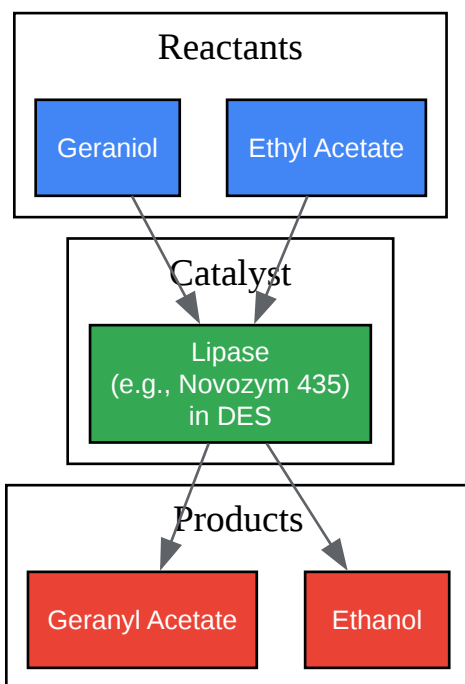 Reactants
Geraniol
Ethyl Acetate
Catalyst
Lipase
(e.g., Novozym 435)
in DES
Products
Geranyl Acetate
Ethanol